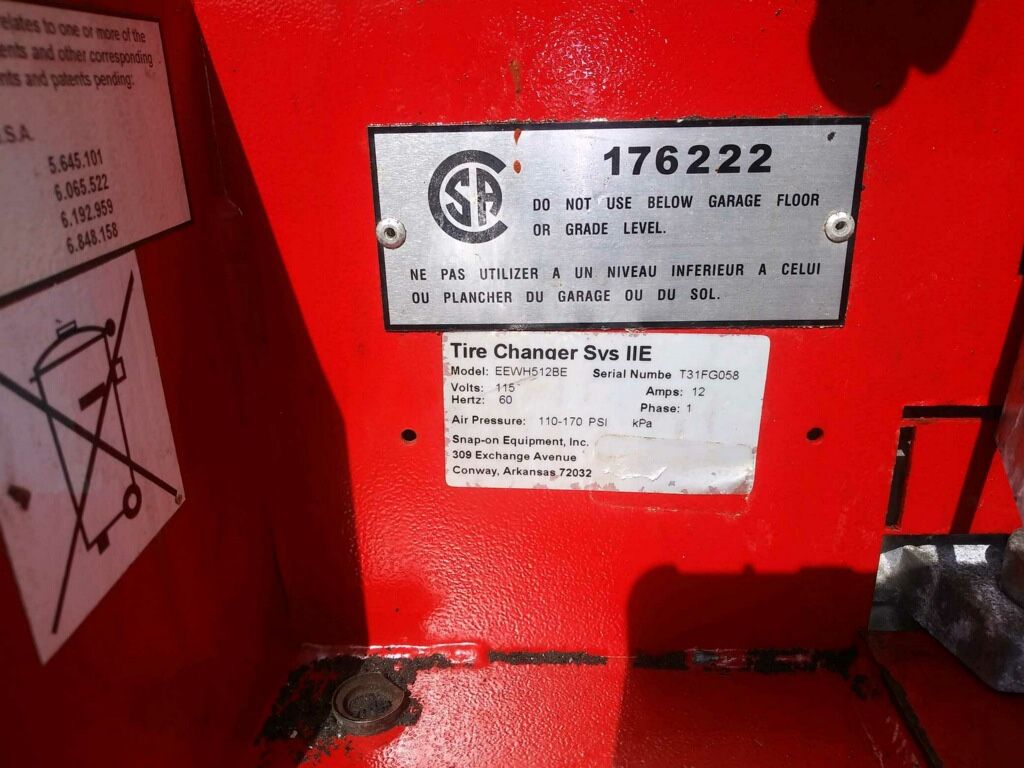 relates to one or more of the
and other corresponding
and patents pending:
5.645.101
6.065.522
6.192.959
6.848.158
CSA
176222
DO NOT USE BELOW GARAGE FLOOR
OR GRADE LEVEL.
NE PAS UTILIZER A UN NIVEAU INFERIEUR A CELUI
OU PLANCHER DU GARAGE OU DU SOL.
Tire Changer Sys IIE
Model: EEWH512BE Serial Numbe T31FG058
Volts: 115 Amps: 12
Hertz: 60 Phase: 1
Air Pressure: 110-170 PSI kPa
Snap-on Equipment, Inc.
309 Exchange Avenue
Conway, Arkansas 72032